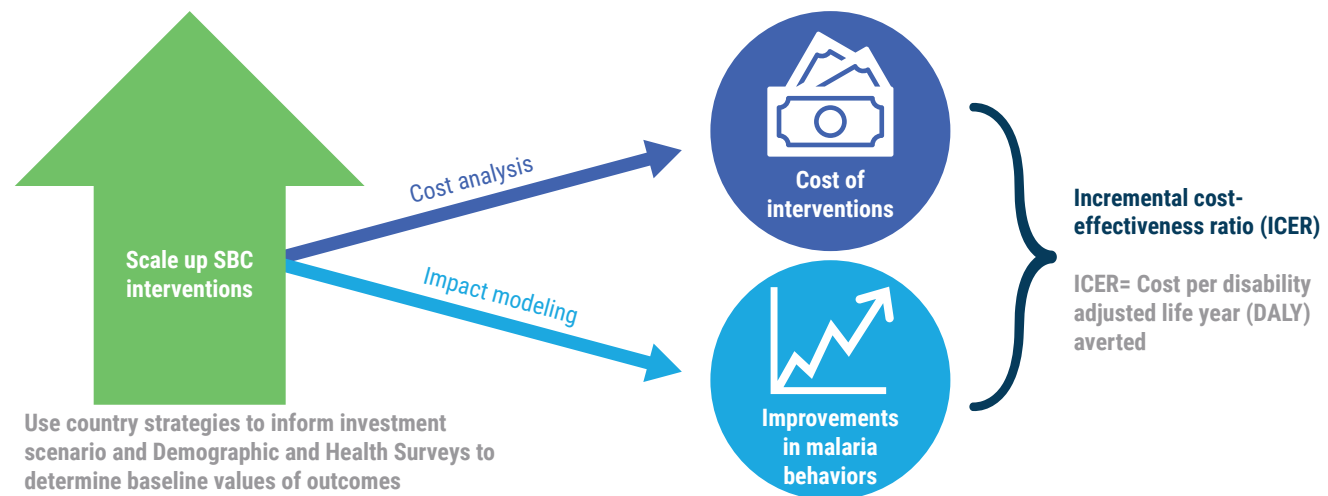 Scale up SBC
interventions
Use country strategies to inform investment
scenario and Demographic and Health Surveys to
determine baseline values of outcomes
Cost analysis
Impact modeling
Cost of
interventions
Improvements
in malaria
behaviors
Incremental cost-
effectiveness ratio (ICER)
ICER= Cost per disability
adjusted life year (DALY)
averted